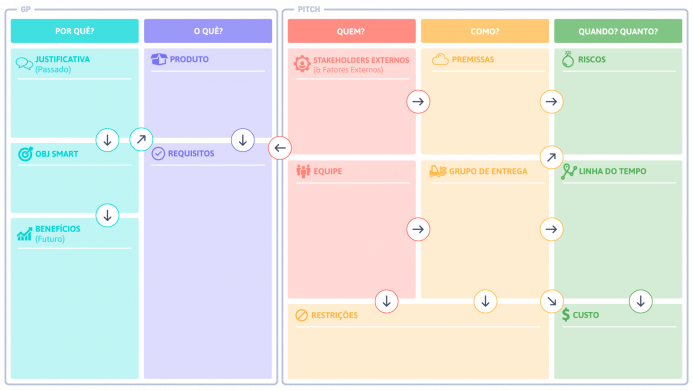 GP
PITCH
POR QUÊ?
O QUÊ?
QUEM?
COMO?
QUANDO? QUANTO?
JUSTIFICATIVA
(Passado)
PRODUTO
STAKEHOLDERS EXTERNOS
(& Fatores Externos)
PREMISSAS
RISCOS
OBJ SMART
REQUISITOS
EQUIPE
GRUPO DE ENTREGA
LINHA DO TEMPO
BENEFÍCIOS
(Futuro)
RESTRIÇÕES
CUSTO